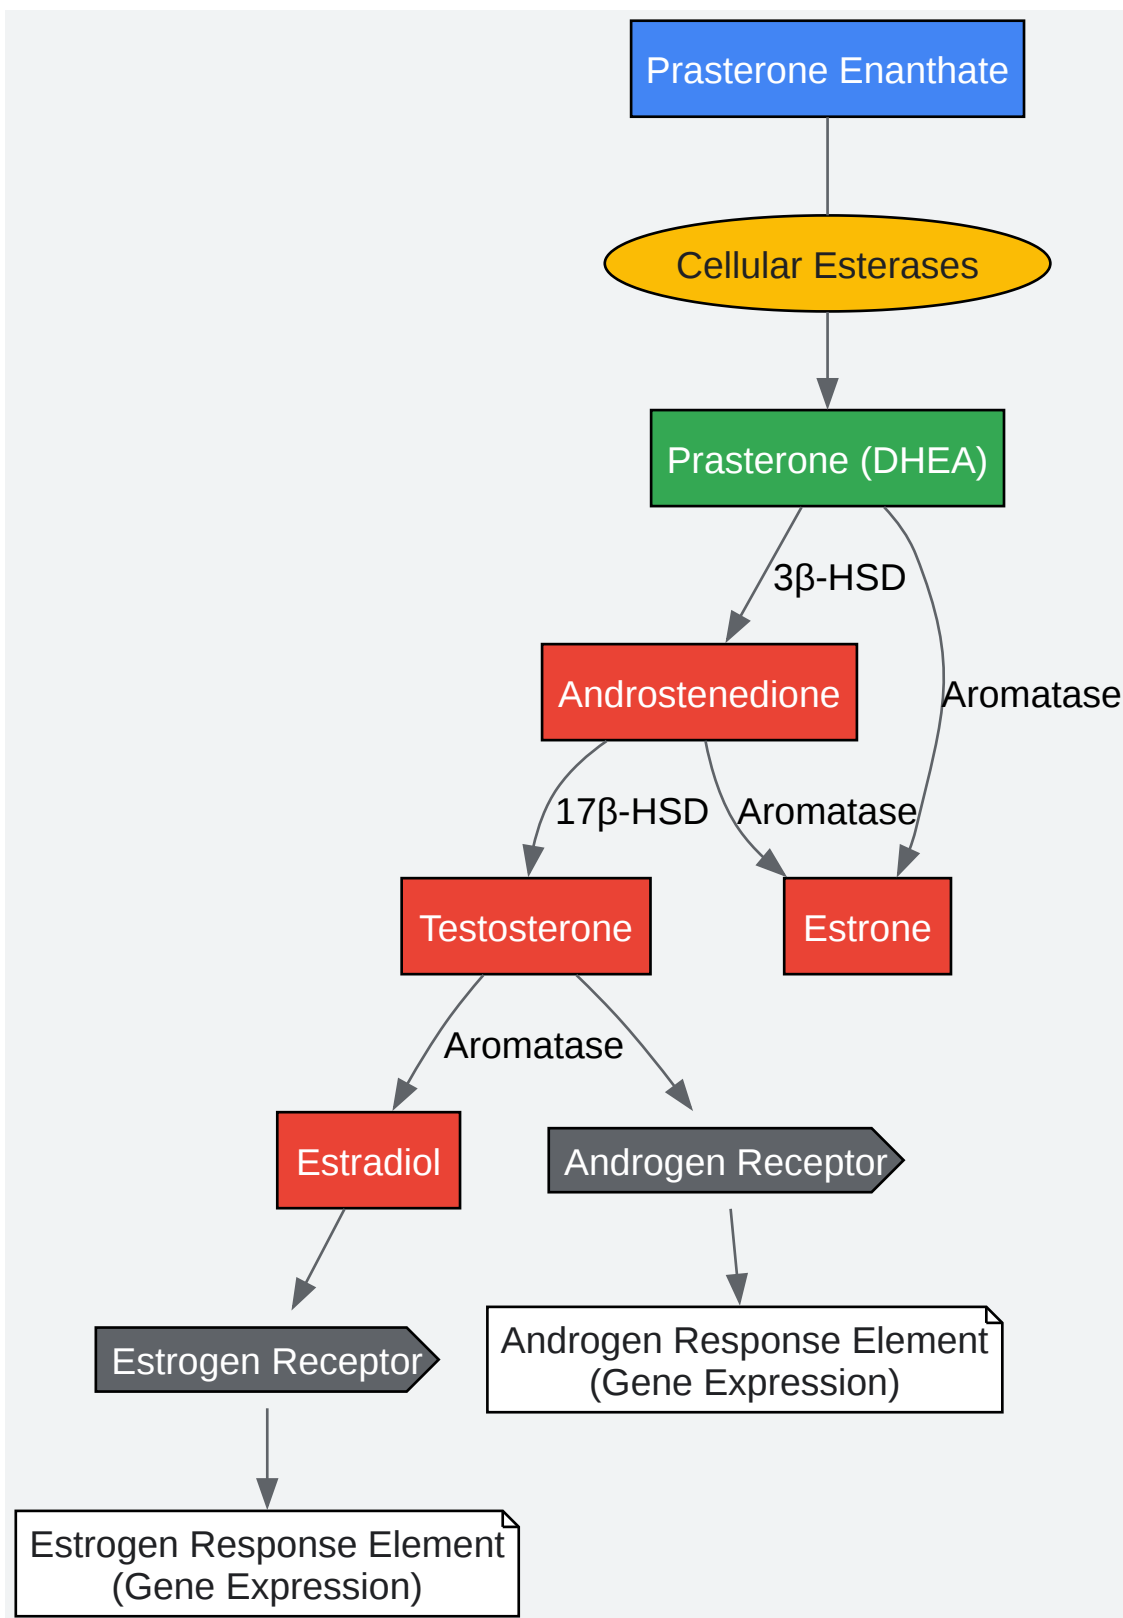 Prasterone Enanthate
Cellular Esterases
Prasterone (DHEA)
3β-HSD
Androstenedione
Aromatase
17β-HSD
Aromatase
Testosterone
Estrone
Aromatase
Estradiol
Androgen Receptor
Androgen Response Element
(Gene Expression)
Estrogen Receptor
Estrogen Response Element
(Gene Expression)